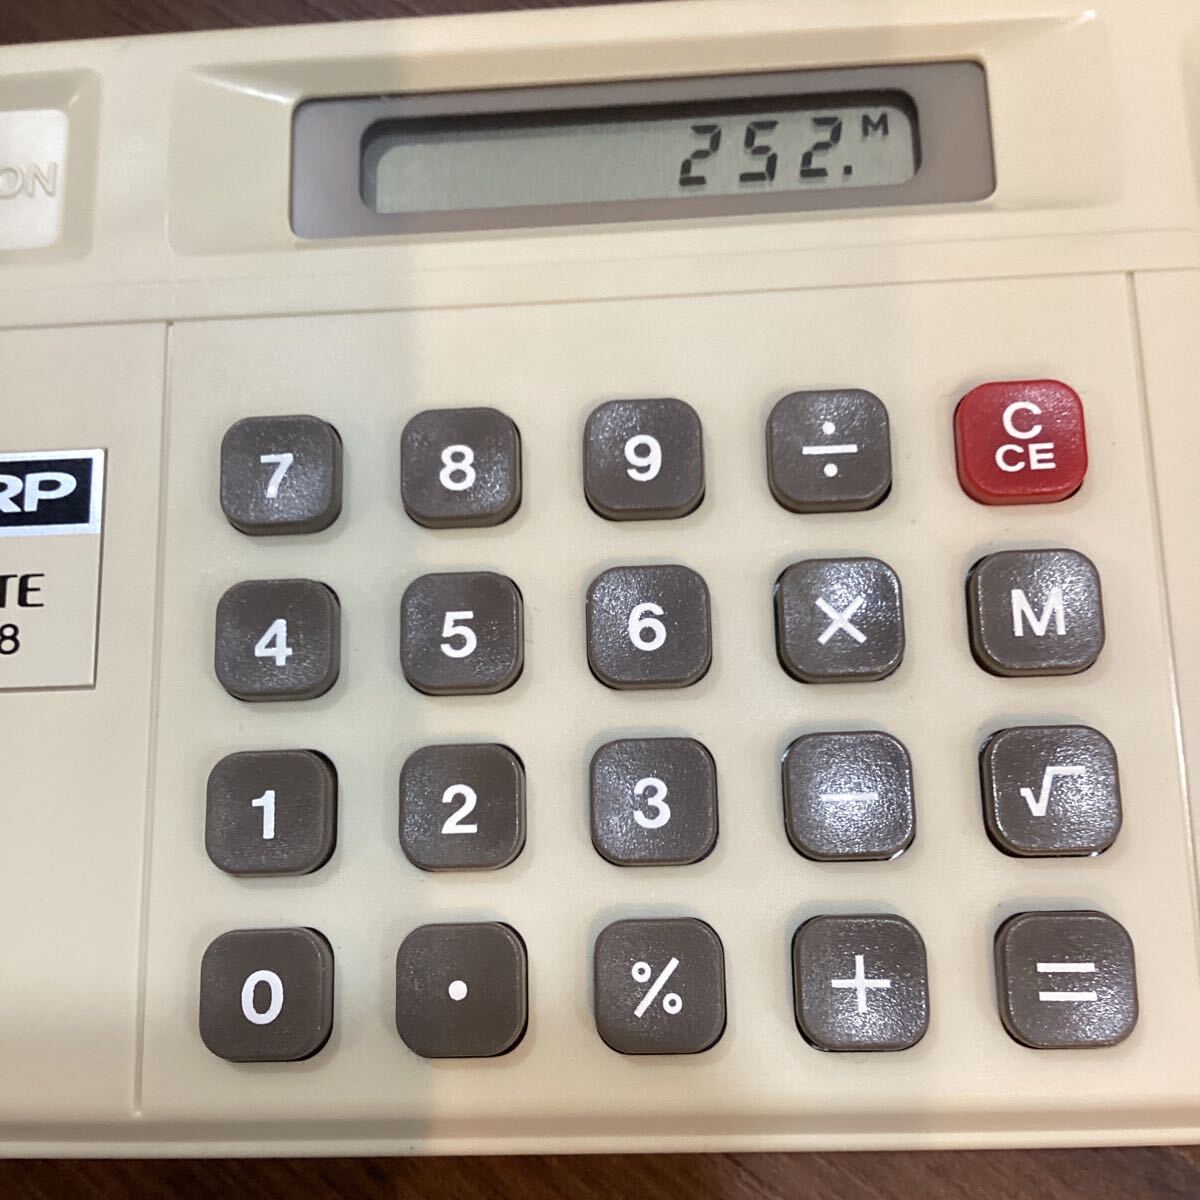 252. M
ON
RP
TE
8
7 8 9 ÷ C CE
4 5 6 × M
1 2 3 − √
0 . % + =